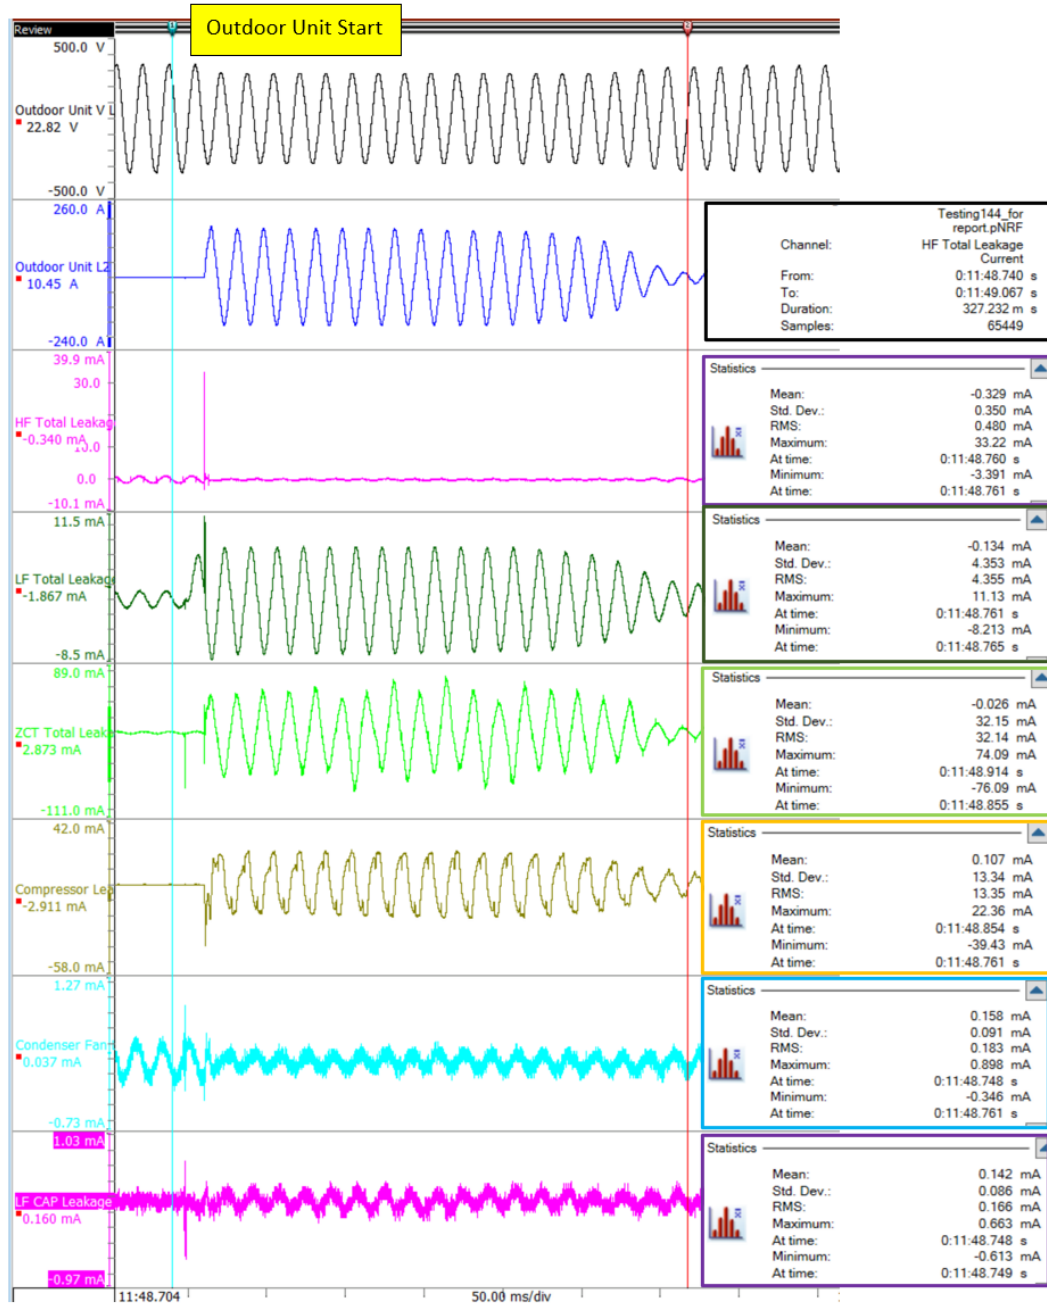 Outdoor Unit Start
Review
1
2
500.0 V
Outdoor Unit V L
22.82 V
-500.0 V
260.0 A
Outdoor Unit L2
10.45 A
-240.0 A
Testing144_for
report.pNRF
Channel: HF Total Leakage
Current
From: 0:11:48.740 s
To: 0:11:49.067 s
Duration: 327.232 m s
Samples: 65449
39.9 mA
30.0
HF Total Leakag
-0.340 mA
10.0
0.0
-10.1 mA
Statistics
Mean: -0.329 mA
Std. Dev.: 0.350 mA
RMS: 0.480 mA
Maximum: 33.22 mA
At time: 0:11:48.760 s
Minimum: -3.391 mA
At time: 0:11:48.761 s
11.5 mA
LF Total Leakag
-1.867 mA
-8.5 mA
Statistics
Mean: -0.134 mA
Std. Dev.: 4.353 mA
RMS: 4.355 mA
Maximum: 11.13 mA
At time: 0:11:48.761 s
Minimum: -8.213 mA
At time: 0:11:48.765 s
89.0 mA
ZCT Total Leak
2.873 mA
-111.0 mA
Statistics
Mean: -0.026 mA
Std. Dev.: 32.15 mA
RMS: 32.14 mA
Maximum: 74.09 mA
At time: 0:11:48.914 s
Minimum: -76.09 mA
At time: 0:11:48.855 s
42.0 mA
Compressor Lea
-2.911 mA
-58.0 mA
Statistics
Mean: 0.107 mA
Std. Dev.: 13.34 mA
RMS: 13.35 mA
Maximum: 22.36 mA
At time: 0:11:48.854 s
Minimum: -39.43 mA
At time: 0:11:48.761 s
1.27 mA
Condenser Fan
0.037 mA
-0.73 mA
Statistics
Mean: 0.158 mA
Std. Dev.: 0.091 mA
RMS: 0.183 mA
Maximum: 0.898 mA
At time: 0:11:48.748 s
Minimum: -0.346 mA
At time: 0:11:48.761 s
1.03 mA
LF CAP Leakage
0.160 mA
-0.97 mA
Statistics
Mean: 0.142 mA
Std. Dev.: 0.086 mA
RMS: 0.166 mA
Maximum: 0.663 mA
At time: 0:11:48.748 s
Minimum: -0.613 mA
At time: 0:11:48.749 s
11:48.704
50.00 ms/div